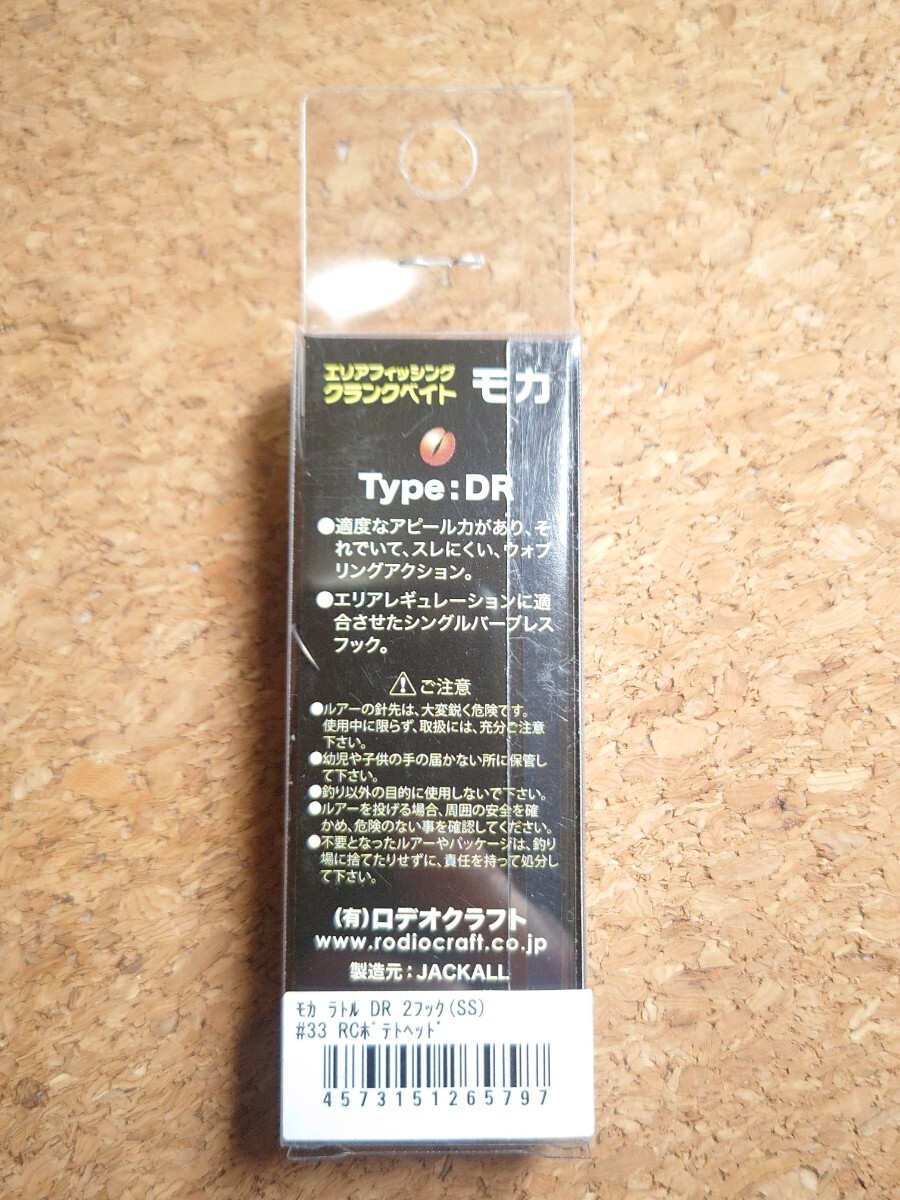 エリアフィッシング
クランクベイト モカ
Type:DR
●適度なアピール力があり、そ
れでいて、スレにくい、ウォブ
リングアクション。
●エリアレギュレーションに適
合させたシングルバーブレス
フック。
⚠ご注意
●ルアーの針先は、大変鋭く危険です。
使用中に限らず、取扱には、充分ご注意
下さい。
●幼児や子供の手の届かない所に保管し
て下さい。
●釣り以外の目的に使用しないで下さい。
●ルアーを投げる場合、周囲の安全を確
かめ、危険のない事を確認してください。
●不要となったルアーやパッケージは、釣り
場に捨てたりせずに、責任を持って処分し
て下さい。
(有)ロデオクラフト
www.rodiocraft.co.jp
製造元:JACKALL
ﾓｶ ﾗﾄﾙ DR 2ﾌｯｸ(SS)
#33 RCﾎﾟﾃﾄﾍｯﾄﾞ
4573151265797